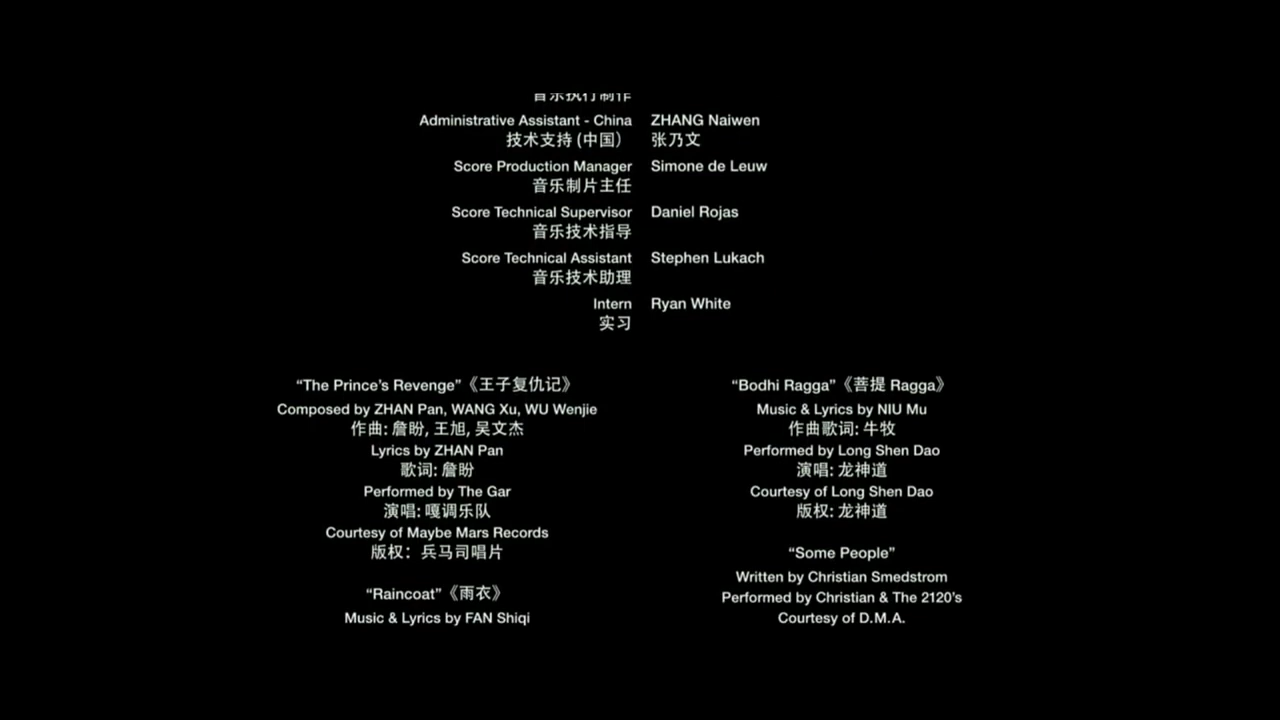 音乐执行制作
Administrative Assistant - China ZHANG Naiwen
技术支持 (中国） 张乃文
Score Production Manager Simone de Leuw
音乐制片主任
Score Technical Supervisor Daniel Rojas
音乐技术指导
Score Technical Assistant Stephen Lukach
音乐技术助理
Intern Ryan White
实习
“The Prince’s Revenge”《王子复仇记》
Composed by ZHAN Pan, WANG Xu, WU Wenjie
作曲: 詹盼, 王旭, 吴文杰
Lyrics by ZHAN Pan
歌词: 詹盼
Performed by The Gar
演唱: 嘎调乐队
Courtesy of Maybe Mars Records
版权：兵马司唱片
“Raincoat”《雨衣》
Music & Lyrics by FAN Shiqi
“Bodhi Ragga”《菩提 Ragga》
Music & Lyrics by NIU Mu
作曲歌词: 牛牧
Performed by Long Shen Dao
演唱: 龙神道
Courtesy of Long Shen Dao
版权: 龙神道
“Some People”
Written by Christian Smedstrom
Performed by Christian & The 2120’s
Courtesy of D.M.A.